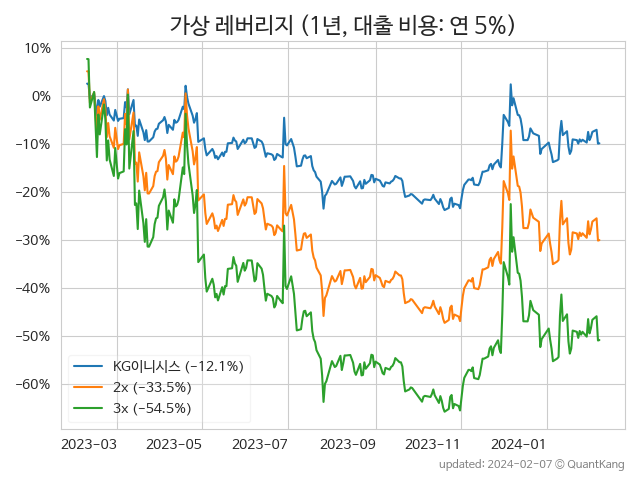 가상 레버리지 (1년, 대출 비용: 연 5%)
10%
0%
−10%
−20%
−30%
−40%
−50%
−60%
KG이니시스 (−12.1%)
2x (−33.5%)
3x (−54.5%)
2023-03 2023-05 2023-07 2023-09 2023-11 2024-01
updated: 2024-02-07 © QuantKang